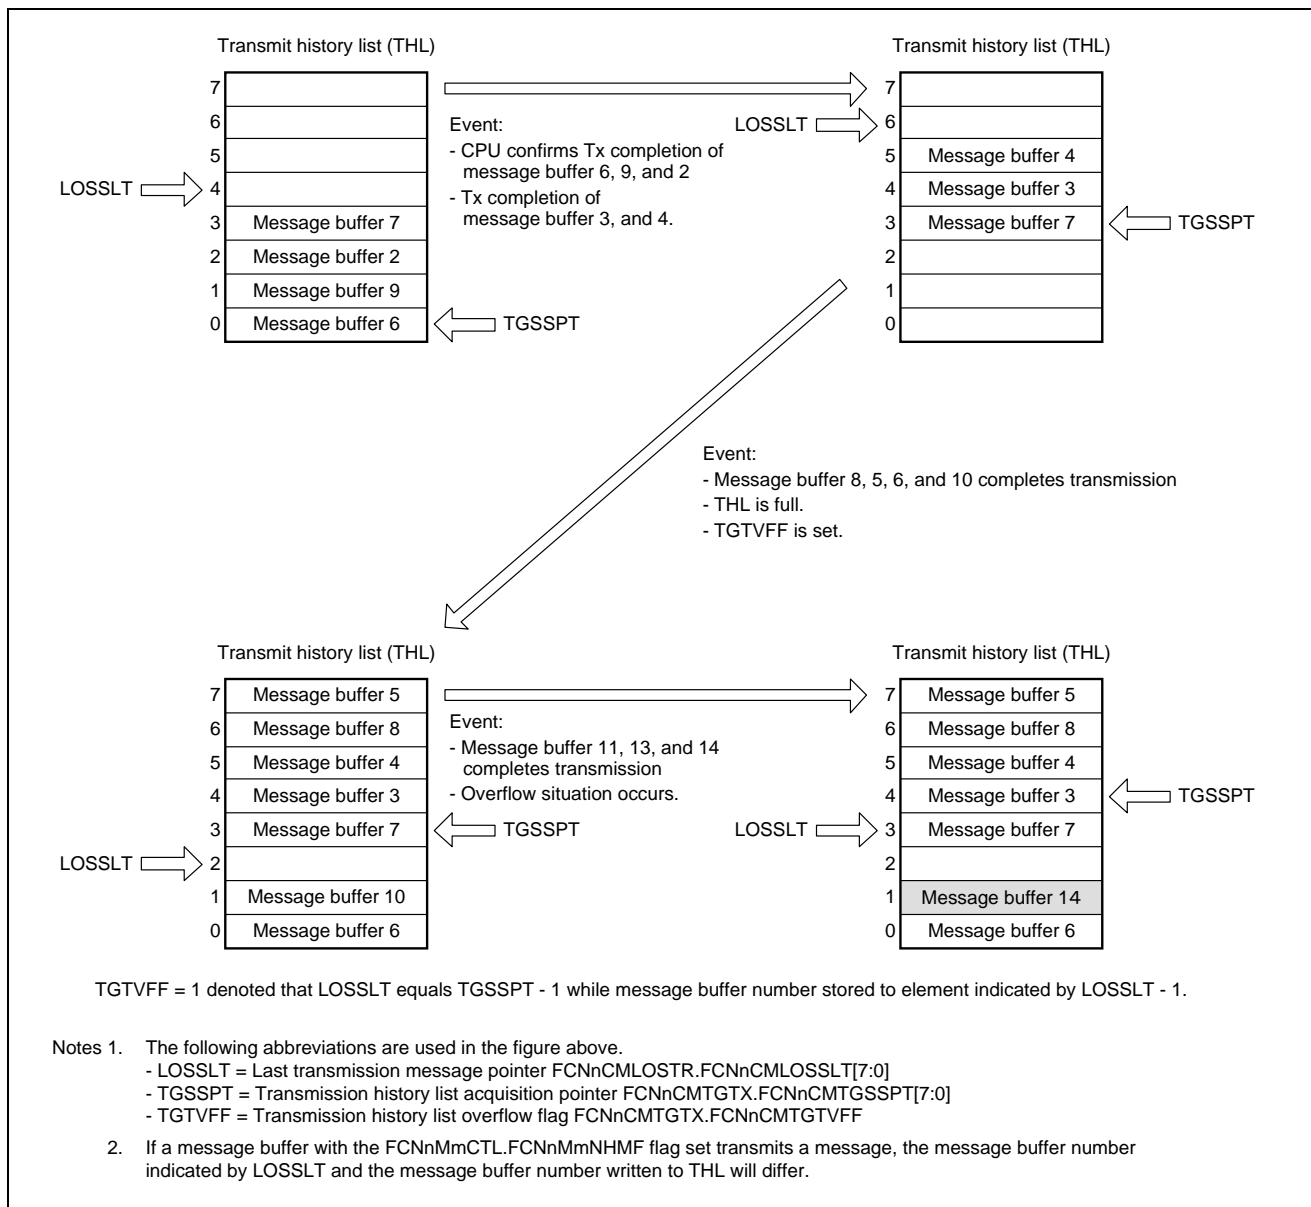 Transmit history list (THL)
7
6
5
LOSSLT 4
3 Message buffer 7
2 Message buffer 2
1 Message buffer 9
0 Message buffer 6 TGSSPT
Event:
- CPU confirms Tx completion of
message buffer 6, 9, and 2
- Tx completion of
message buffer 3, and 4.
Transmit history list (THL)
7
LOSSLT 6
5 Message buffer 4
4 Message buffer 3
3 Message buffer 7 TGSSPT
2
1
0
Event:
- Message buffer 8, 5, 6, and 10 completes transmission
- THL is full.
- TGTVFF is set.
Transmit history list (THL)
7 Message buffer 5
6 Message buffer 8
5 Message buffer 4
4 Message buffer 3
3 Message buffer 7 TGSSPT
LOSSLT 2
1 Message buffer 10
0 Message buffer 6
Event:
- Message buffer 11, 13, and 14
completes transmission
- Overflow situation occurs.
Transmit history list (THL)
7 Message buffer 5
6 Message buffer 8
5 Message buffer 4
4 Message buffer 3 TGSSPT
LOSSLT 3 Message buffer 7
2
1 Message buffer 14
0 Message buffer 6
TGTVFF = 1 denoted that LOSSLT equals TGSSPT - 1 while message buffer number stored to element indicated by LOSSLT - 1.
Notes 1. The following abbreviations are used in the figure above.
- LOSSLT = Last transmission message pointer FCNnCMLOSTR.FCNnCMLOSSLT[7:0]
- TGSSPT = Transmission history list acquisition pointer FCNnCMTGTX.FCNnCMTGSSPT[7:0]
- TGTVFF = Transmission history list overflow flag FCNnCMTGTX.FCNnCMTGTVFF
2. If a message buffer with the FCNnMmCTL.FCNnMmNHMF flag set transmits a message, the message buffer number
indicated by LOSSLT and the message buffer number written to THL will differ.